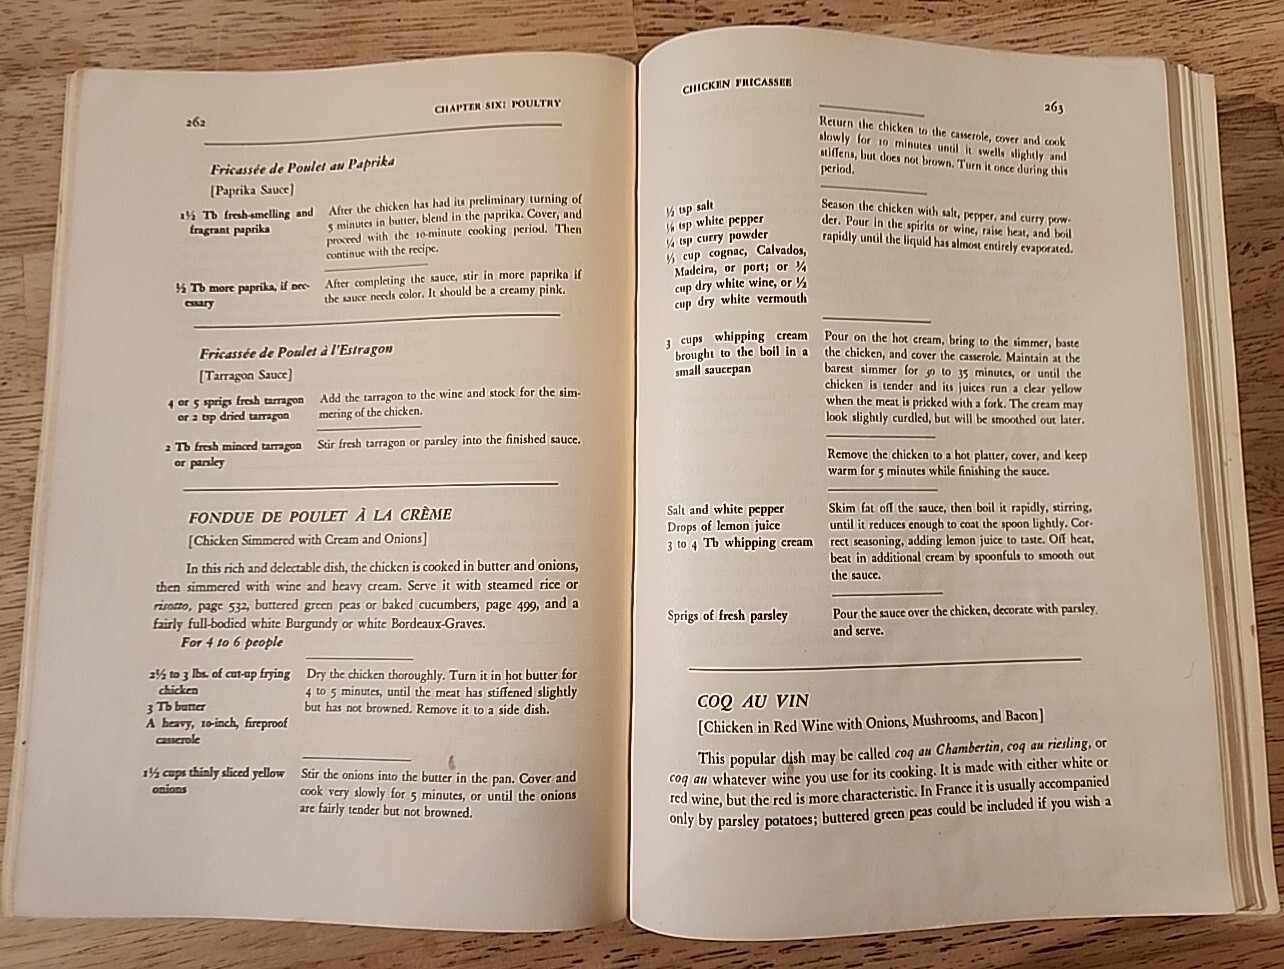 262
CHAPTER SIX: POULTRY
Fricassée de Poulet au Paprika
[Paprika Sauce]
1½ Tb fresh-smelling and
fragrant paprika
After the chicken has had its preliminary turning of
5 minutes in butter, blend in the paprika. Cover, and
proceed with the 10-minute cooking period. Then
continue with the recipe.
½ Tb more paprika, if nec-
essary
After completing the sauce, stir in more paprika if
the sauce needs color. It should be a creamy pink.
Fricassée de Poulet à l'Estragon
[Tarragon Sauce]
4 or 5 sprigs fresh tarragon
or 2 tsp dried tarragon
Add the tarragon to the wine and stock for the sim-
mering of the chicken.
2 Tb fresh minced tarragon
or parsley
Stir fresh tarragon or parsley into the finished sauce.
FONDUE DE POULET À LA CRÈME
[Chicken Simmered with Cream and Onions]
In this rich and delectable dish, the chicken is cooked in butter and onions,
then simmered with wine and heavy cream. Serve it with steamed rice or
risotto, page 532, buttered green peas or baked cucumbers, page 499, and a
fairly full-bodied white Burgundy or white Bordeaux-Graves.
For 4 to 6 people
2½ to 3 lbs. of cut-up frying
chicken
3 Tb butter
A heavy, 10-inch, fireproof
casserole
Dry the chicken thoroughly. Turn it in hot butter for
4 to 5 minutes, until the meat has stiffened slightly
but has not browned. Remove it to a side dish.
1½ cups thinly sliced yellow
onions
Stir the onions into the butter in the pan. Cover and
cook very slowly for 5 minutes, or until the onions
are fairly tender but not browned.
CHICKEN FRICASSEE
263
Return the chicken to the casserole, cover and cook
slowly for 10 minutes until it swells slightly and
stiffens, but does not brown. Turn it once during this
period.
½ tsp salt
⅛ tsp white pepper
¼ tsp curry powder
⅓ cup cognac, Calvados,
Madeira, or port; or ¾
cup dry white wine, or ½
cup dry white vermouth
Season the chicken with salt, pepper, and curry pow-
der. Pour in the spirits or wine, raise heat, and boil
rapidly until the liquid has almost entirely evaporated.
3 cups whipping cream
brought to the boil in a
small saucepan
Pour on the hot cream, bring to the simmer, baste
the chicken, and cover the casserole. Maintain at the
barest simmer for 30 to 35 minutes, or until the
chicken is tender and its juices run a clear yellow
when the meat is pricked with a fork. The cream may
look slightly curdled, but will be smoothed out later.
Remove the chicken to a hot platter, cover, and keep
warm for 5 minutes while finishing the sauce.
Salt and white pepper
Drops of lemon juice
3 to 4 Tb whipping cream
Skim fat off the sauce, then boil it rapidly, stirring,
until it reduces enough to coat the spoon lightly. Cor-
rect seasoning, adding lemon juice to taste. Off heat,
beat in additional cream by spoonfuls to smooth out
the sauce.
Sprigs of fresh parsley
Pour the sauce over the chicken, decorate with parsley,
and serve.
COQ AU VIN
[Chicken in Red Wine with Onions, Mushrooms, and Bacon]
This popular dish may be called coq au Chambertin, coq au riesling, or
coq au whatever wine you use for its cooking. It is made with either white or
red wine, but the red is more characteristic. In France it is usually accompanied
only by parsley potatoes; buttered green peas could be included if you wish a